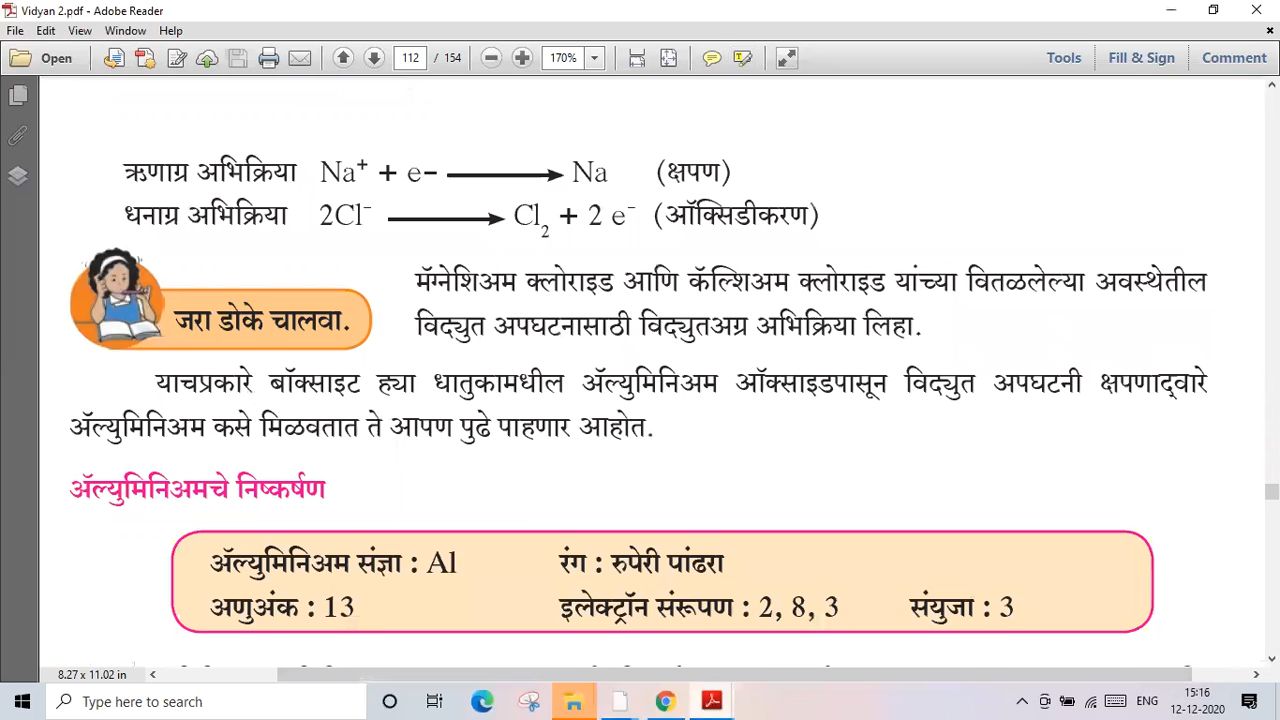 Vidyan 2.pdf - Adobe Reader
File Edit View Window Help
Open 112 / 154 170% Tools Fill & Sign Comment
ऋणाग्र अभिक्रिया Na⁺ + e− ⟶ Na (क्षपण)
धनाग्र अभिक्रिया 2Cl⁻ ⟶ Cl₂ + 2 e⁻ (ऑक्सिडीकरण)
जरा डोके चालवा.
मॅग्नेशिअम क्लोराइड आणि कॅल्शिअम क्लोराइड यांच्या वितळलेल्या अवस्थेतील
विद्युत अपघटनासाठी विद्युतअग्र अभिक्रिया लिहा.
याचप्रकारे बॉक्साइट ह्या धातुकामधील ॲल्युमिनिअम ऑक्साइडपासून विद्युत अपघटनी क्षपणाद्वारे
ॲल्युमिनिअम कसे मिळवतात ते आपण पुढे पाहणार आहोत.
ॲल्युमिनिअमचे निष्कर्षण
ॲल्युमिनिअम संज्ञा : Al रंग : रुपेरी पांढरा
अणुअंक : 13 इलेक्ट्रॉन संरूपण : 2, 8, 3 संयुजा : 3
8.27 x 11.02 in
Type here to search ENG 15:16
12-12-2020